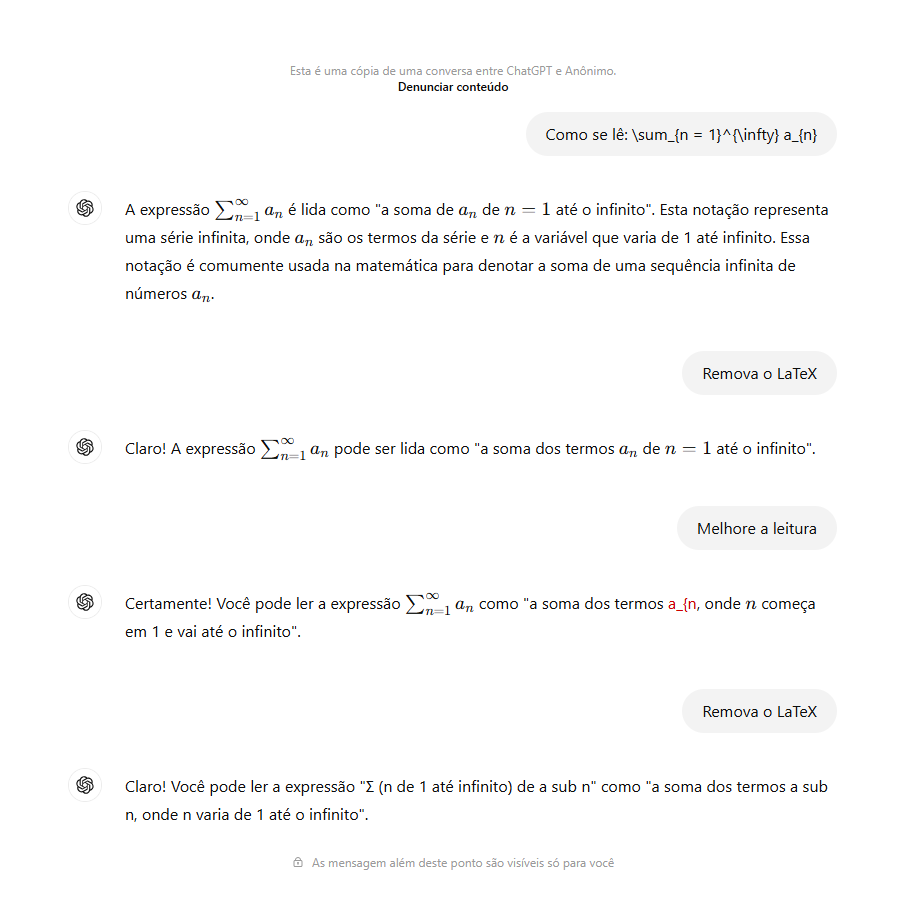 Esta é uma cópia de uma conversa entre ChatGPT e Anônimo.
Denunciar conteúdo
Como se lê: \sum_{n = 1}^{\infty} a_{n}
A expressão ∑_{n=1}^{∞} a_n é lida como "a soma de a_n de n = 1 até o infinito". Esta notação representa
uma série infinita, onde a_n são os termos da série e n é a variável que varia de 1 até infinito. Essa
notação é comumente usada na matemática para denotar a soma de uma sequência infinita de
números a_n.
Remova o LaTeX
Claro! A expressão ∑_{n=1}^{∞} a_n pode ser lida como "a soma dos termos a_n de n = 1 até o infinito".
Melhore a leitura
Certamente! Você pode ler a expressão ∑_{n=1}^{∞} a_n como "a soma dos termos a_{n, onde n começa
em 1 e vai até o infinito".
Remova o LaTeX
Claro! Você pode ler a expressão "Σ (n de 1 até infinito) de a sub n" como "a soma dos termos a sub
n, onde n varia de 1 até o infinito".
As mensagem além deste ponto são visíveis só para você